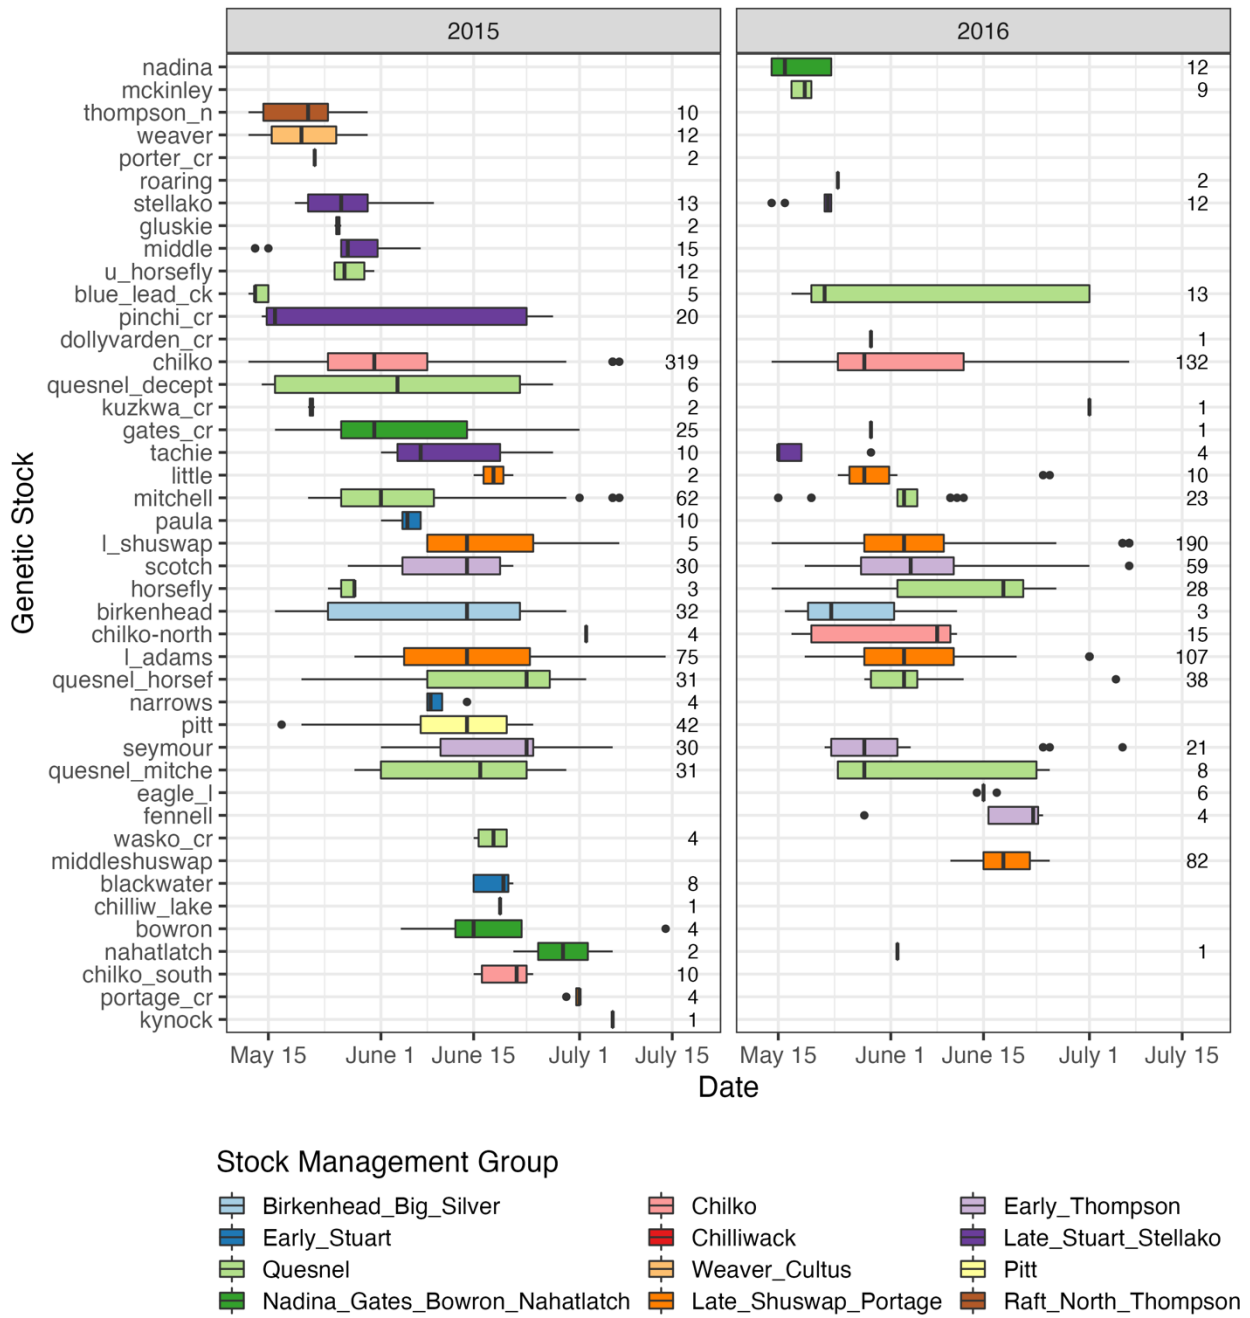 2015 2016
nadina 12
mckinley 9
thompson_n 10
weaver 12
porter_cr 2
roaring 2
stellako 13 12
gluskie 2
middle 15
u_horsefly 12
blue_lead_ck 5 13
pinchi_cr 20
dollyvarden_cr 1
chilko 319 132
quesnel_decept 6
kuzkwa_cr 2 1
gates_cr 25 1
tachie 10 4
little 2 10
mitchell 62 23
paula 10
l_shuswap 5 190
scotch 30 59
horsefly 3 28
birkenhead 32 3
chilko-north 4 15
l_adams 75 107
quesnel_horsef 31 38
narrows 4
pitt 42
seymour 30 21
quesnel_mitche 31 8
eagle_l 6
fennell 4
wasko_cr 4
middleshuswap 82
blackwater 8
chilliw_lake 1
bowron 4
nahatlatch 2 1
chilko_south 10
portage_cr 4
kynock 1
Genetic Stock
May 15 June 1 June 15 July 1 July 15 May 15 June 1 June 15 July 1 July 15
Date
Stock Management Group
Birkenhead_Big_Silver Chilko Early_Thompson
Early_Stuart Chilliwack Late_Stuart_Stellako
Quesnel Weaver_Cultus Pitt
Nadina_Gates_Bowron_Nahatlatch Late_Shuswap_Portage Raft_North_Thompson